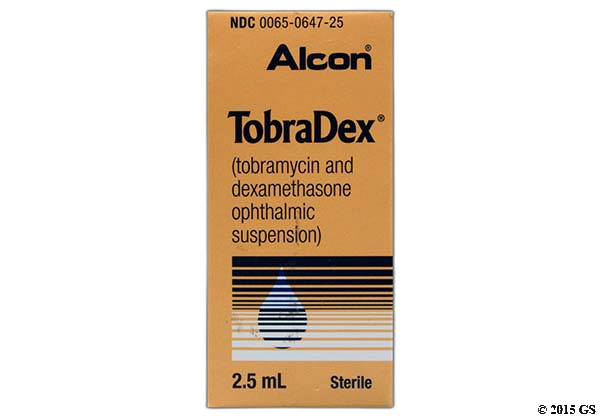 NDC 0065-0647-25
Alcon®
TobraDex®
(tobramycin and
dexamethasone
ophthalmic
suspension)
2.5 mL Sterile
© 2015 GS